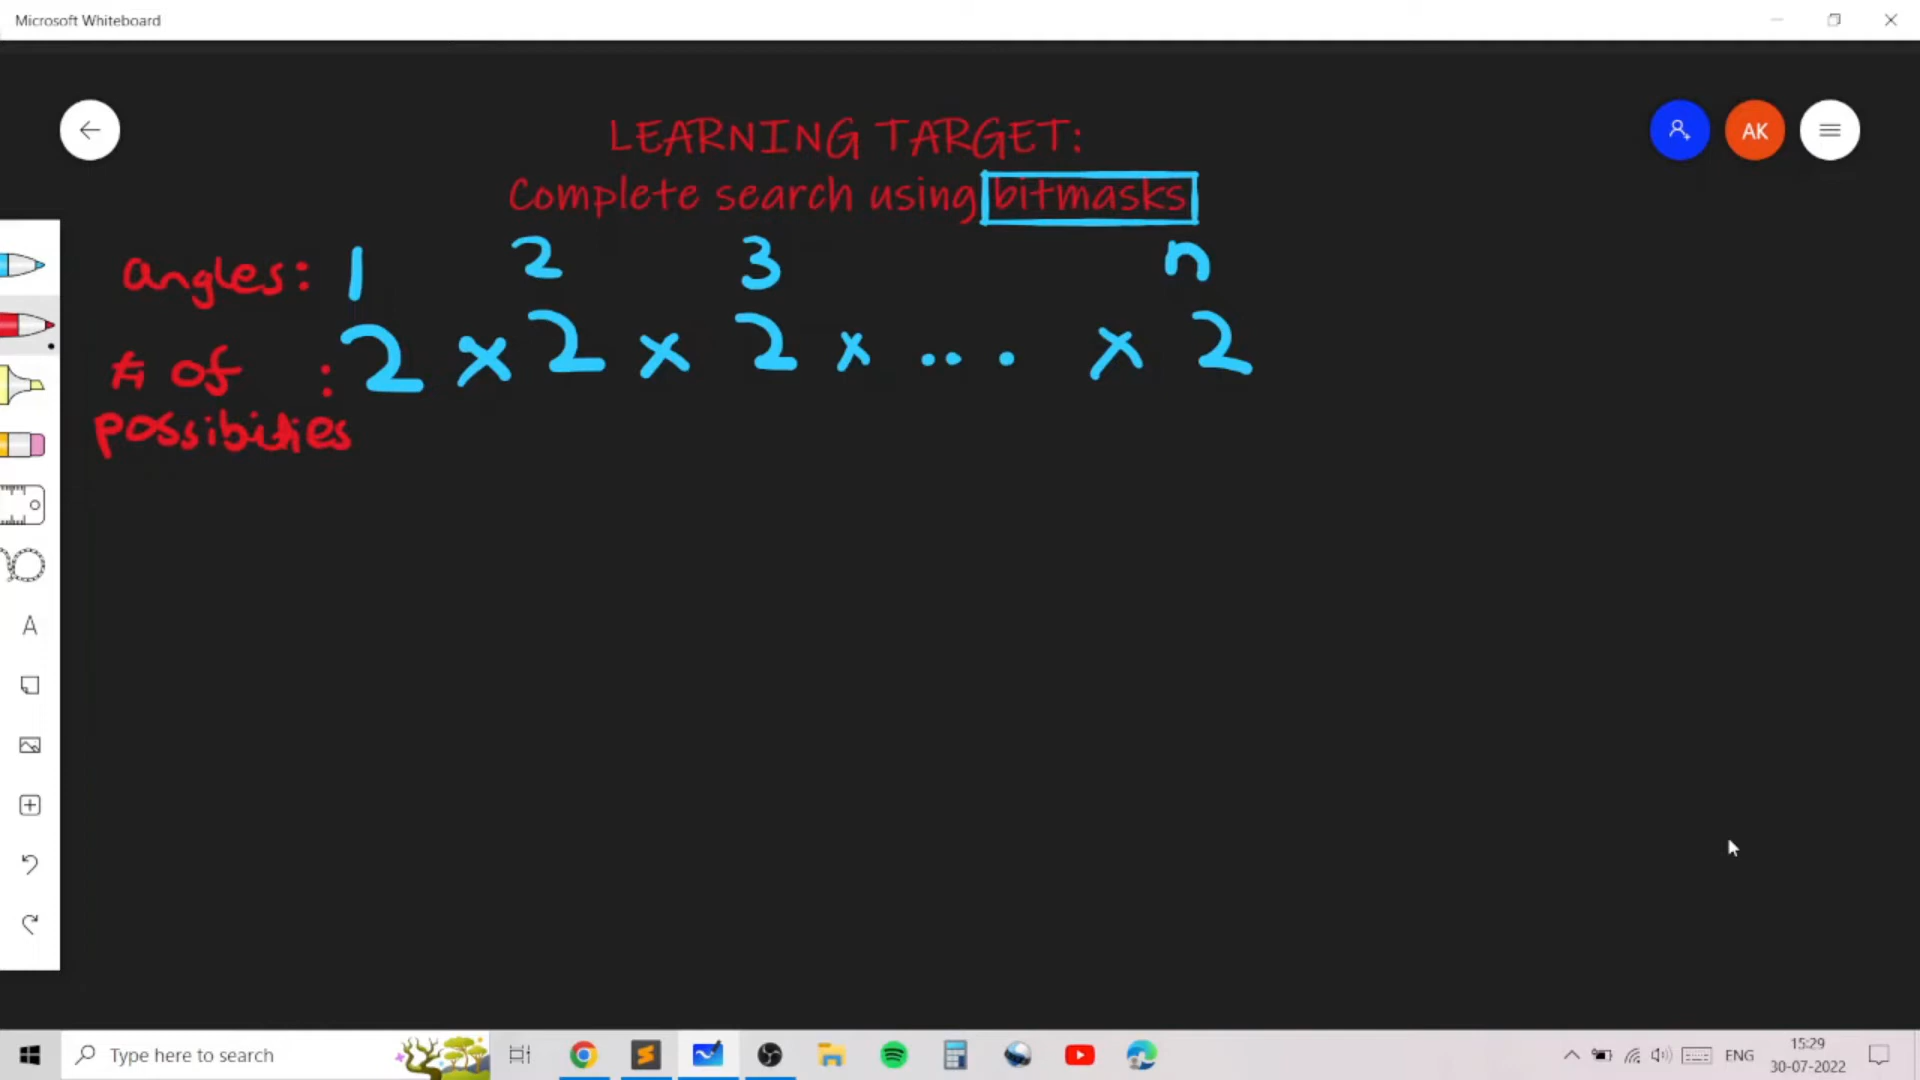 Microsoft Whiteboard
AK
LEARNING TARGET:
Complete search using bitmasks
angles: 1 2 3 n
# of : 2 x 2 x 2 x ... x 2
possibities
A
Type here to search
ENG
15:29
30-07-2022